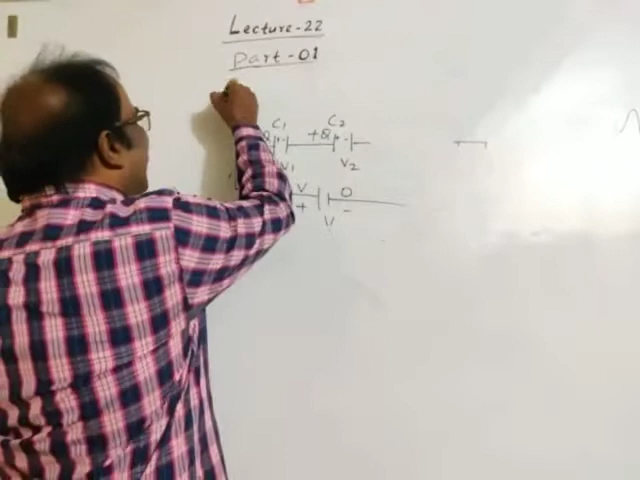 Lecture-22
Part-01
C1 C2
Q +Q
V1 V2
V 0
+ -
V